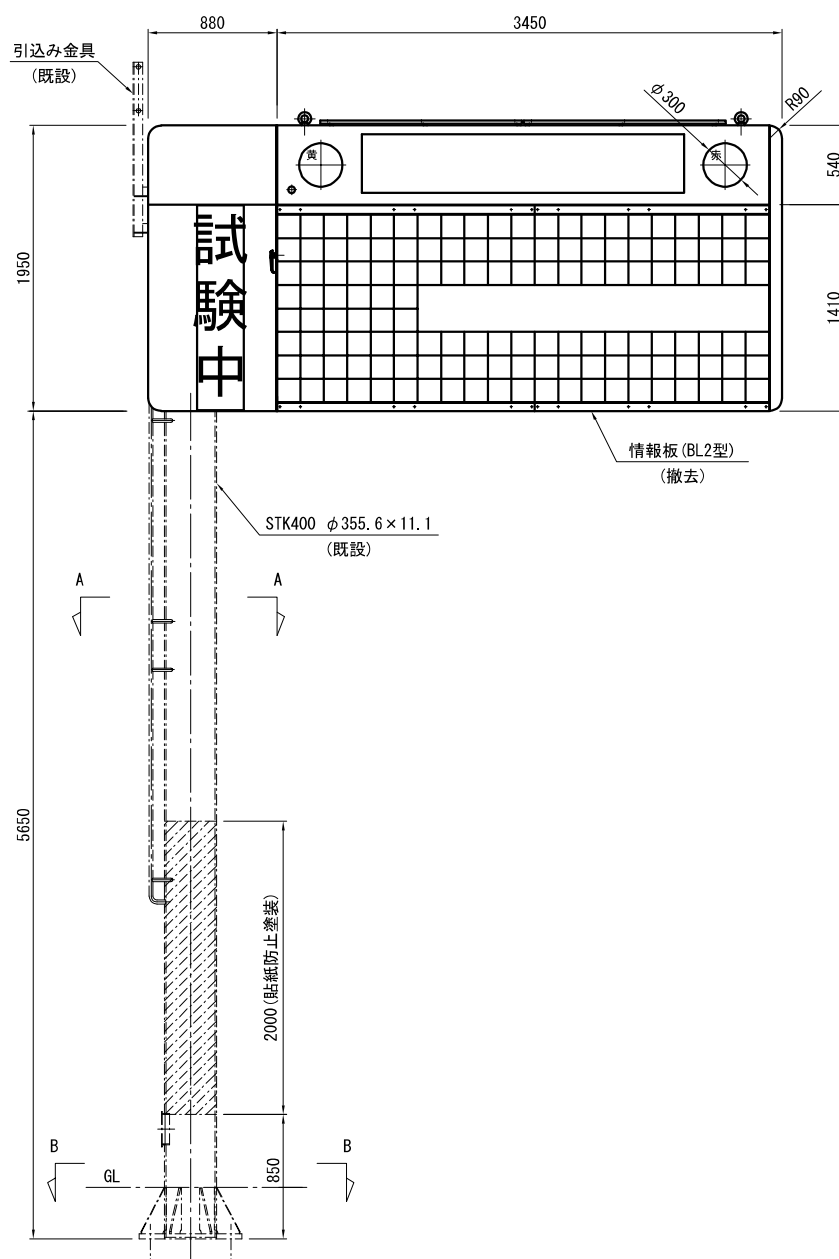 880
3450
引込み金具
(既設)
φ300
R90
黄
赤
540
1950
試験中
1410
情報板(BL2型)
(撤去)
STK400 φ355.6×11.1
(既設)
A
A
5650
2000(貼紙防止塗装)
B
B
GL
850